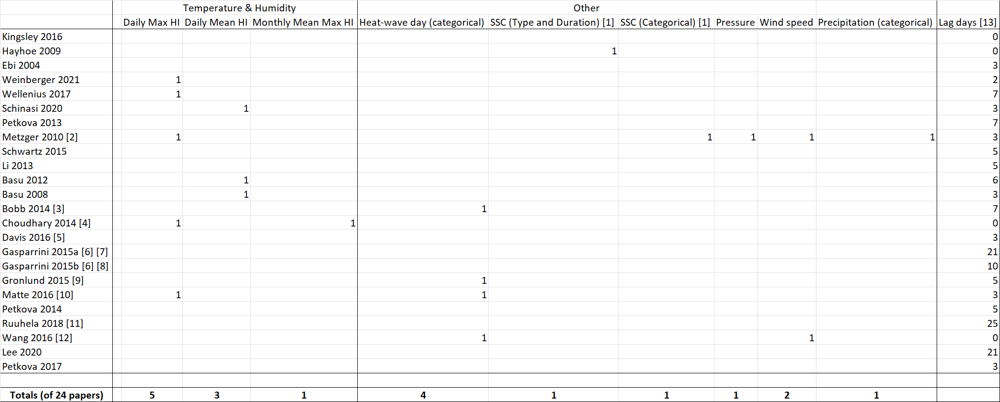 Temperature & Humidity Other
Daily Max HI Daily Mean HI Monthly Mean Max HI Heat-wave day (categorical) SSC (Type and Duration) [1] SSC (Categorical) [1] Pressure Wind speed Precipitation (categorical) Lag days [13]
Kingsley 2016 0
Hayhoe 2009 1 0
Ebi 2004 3
Weinberger 2021 1 2
Wellenius 2017 1 7
Schinasi 2020 1 3
Petkova 2013 7
Metzger 2010 [2] 1 1 1 1 1 3
Schwartz 2015 5
Li 2013 5
Basu 2012 1 6
Basu 2008 1 3
Bobb 2014 [3] 1 7
Choudhary 2014 [4] 1 1 0
Davis 2016 [5] 3
Gasparrini 2015a [6] [7] 21
Gasparrini 2015b [6] [8] 10
Gronlund 2015 [9] 1 5
Matte 2016 [10] 1 1 3
Petkova 2014 5
Ruuhela 2018 [11] 25
Wang 2016 [12] 1 1 0
Lee 2020 21
Petkova 2017 3
Totals (of 24 papers) 5 3 1 4 1 1 1 2 1